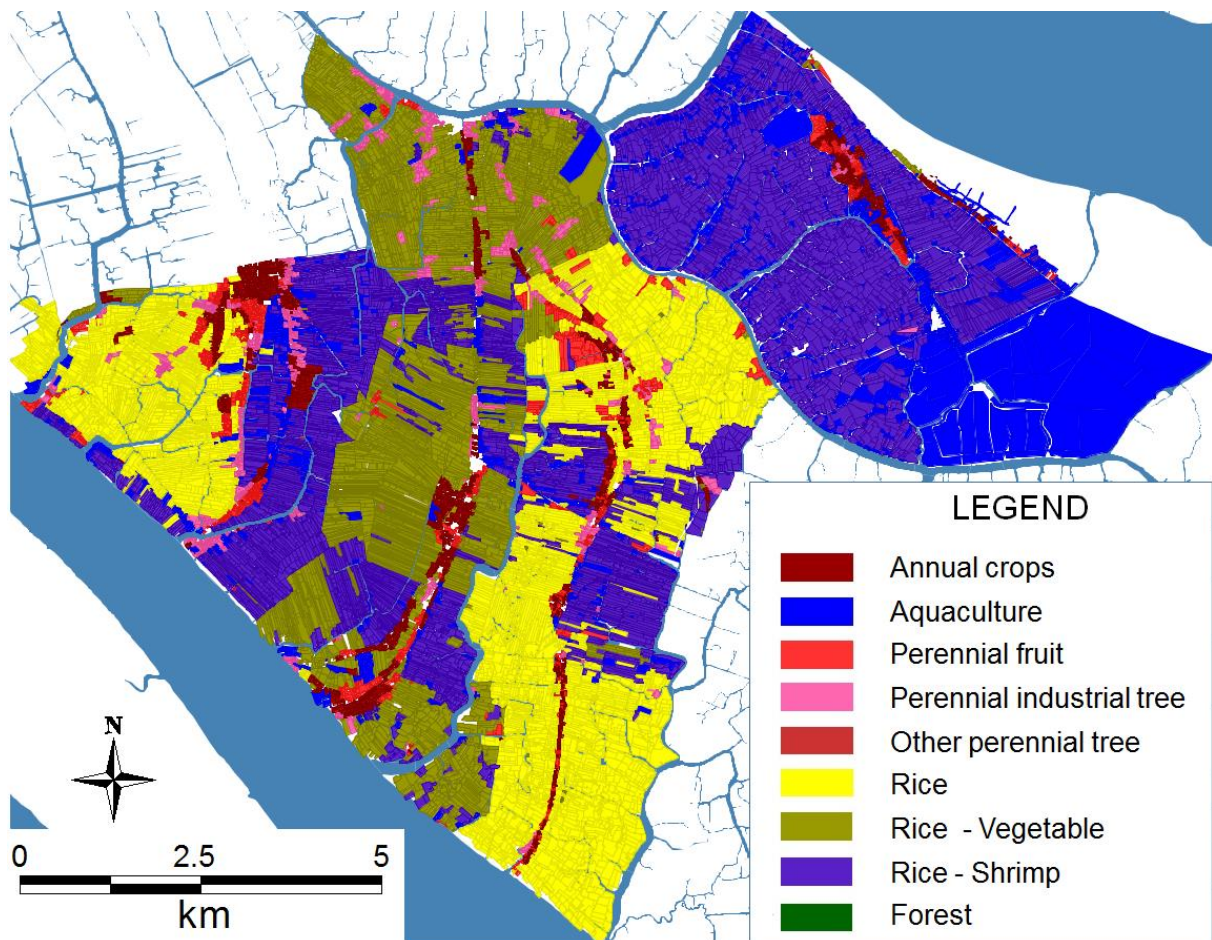 LEGEND
Annual crops
Aquaculture
Perennial fruit
Perennial industrial tree
Other perennial tree
Rice
Rice - Vegetable
Rice - Shrimp
Forest
N
0 2.5 5
km